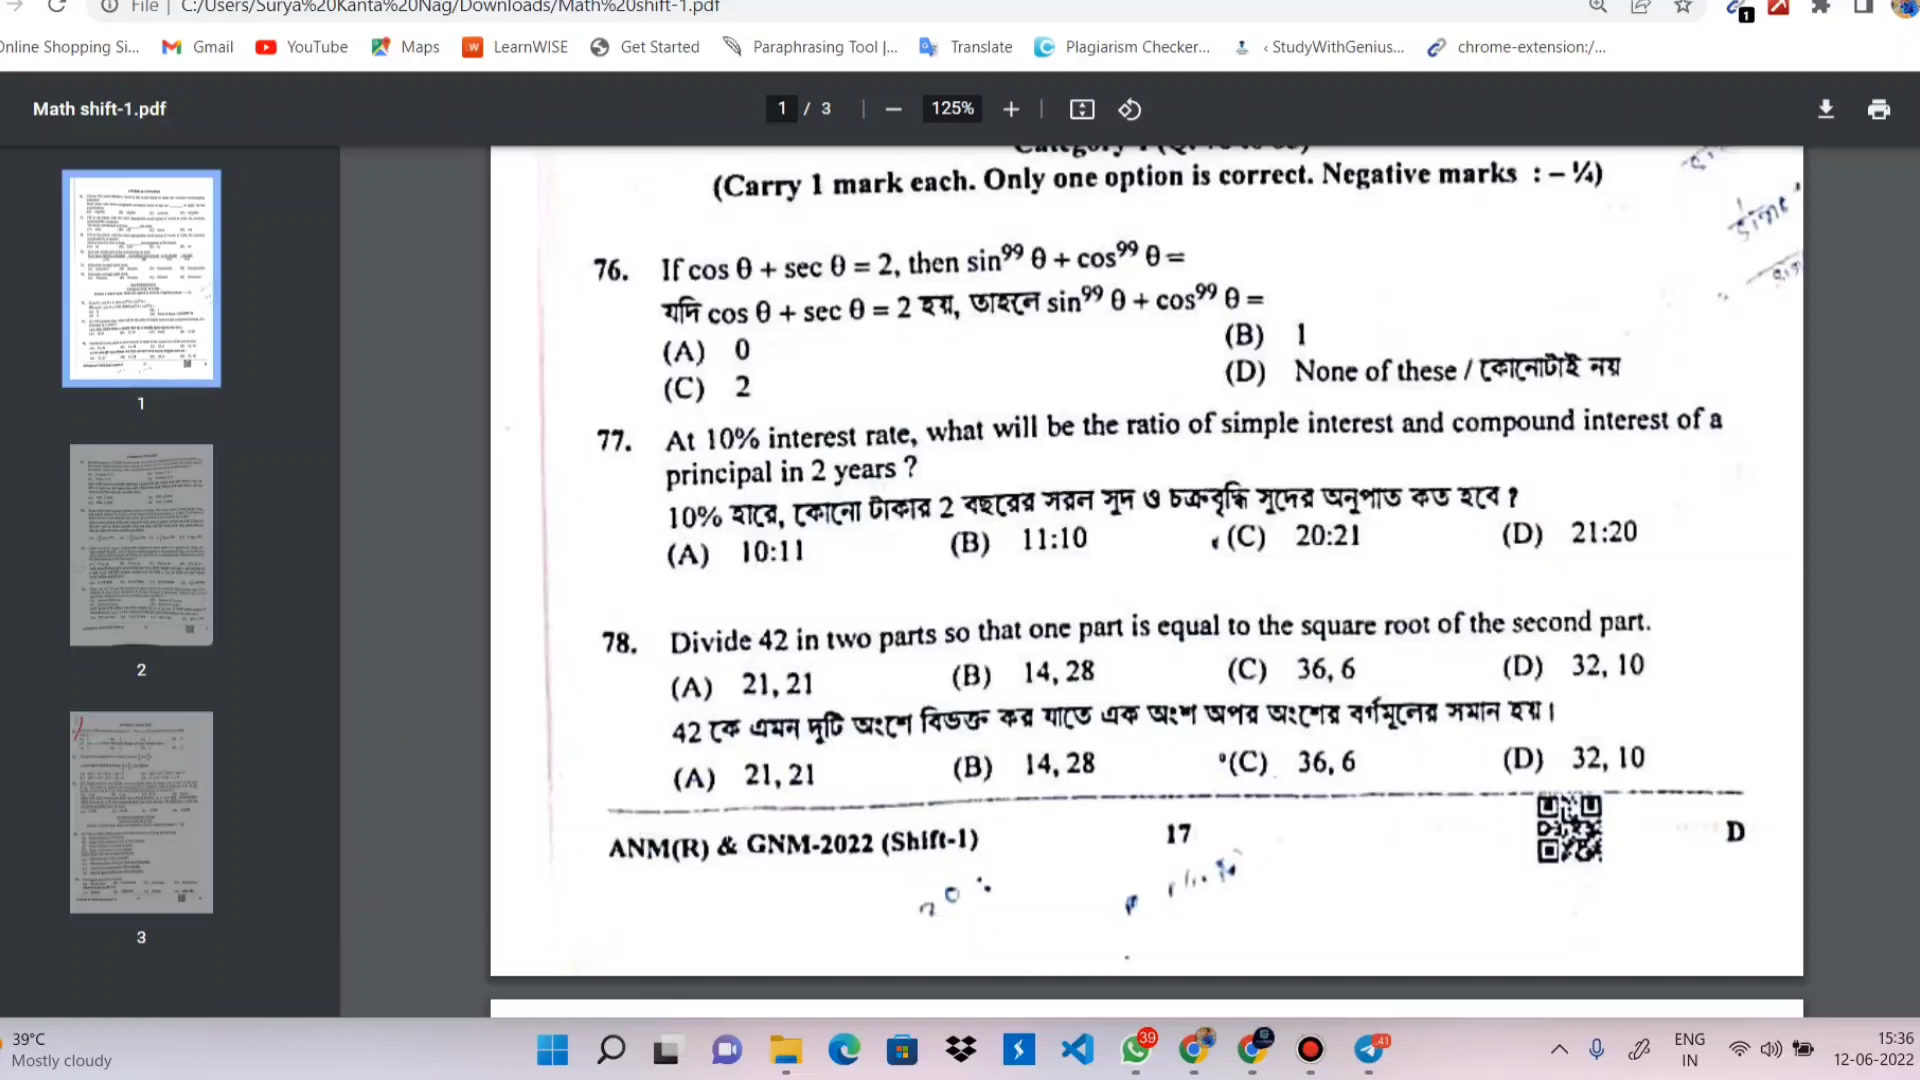 File | C:/Users/Surya%20Kanta%20Nag/Downloads/Math%20shift-1.pdf
1
Online Shopping Si... Gmail YouTube Maps LearnWISE Get Started Paraphrasing Tool |... Translate Plagiarism Checker... ‹ StudyWithGenius... chrome-extension:/...
Math shift-1.pdf 1 / 3 125%
(Carry 1 mark each. Only one option is correct. Negative marks : – ¼)
76. If cos θ + sec θ = 2, then sin⁹⁹ θ + cos⁹⁹ θ =
যদি cos θ + sec θ = 2 হয়, তাহলে sin⁹⁹ θ + cos⁹⁹ θ =
(A) 0 (B) 1
(C) 2 (D) None of these / কোনোটাই নয়
77. At 10% interest rate, what will be the ratio of simple interest and compound interest of a
principal in 2 years ?
10% হারে, কোনো টাকার 2 বছরের সরল সুদ ও চক্রবৃদ্ধি সুদের অনুপাত কত হবে ?
(A) 10:11 (B) 11:10 (C) 20:21 (D) 21:20
78. Divide 42 in two parts so that one part is equal to the square root of the second part.
(A) 21, 21 (B) 14, 28 (C) 36, 6 (D) 32, 10
42 কে এমন দুটি অংশে বিভক্ত কর যাতে এক অংশ অপর অংশের বর্গমূলের সমান হয়।
(A) 21, 21 (B) 14, 28 (C) 36, 6 (D) 32, 10
ANM(R) & GNM-2022 (Shift-1) 17 D
1
2
3
39°C
Mostly cloudy
39
41
ENG
IN
15:36
12-06-2022